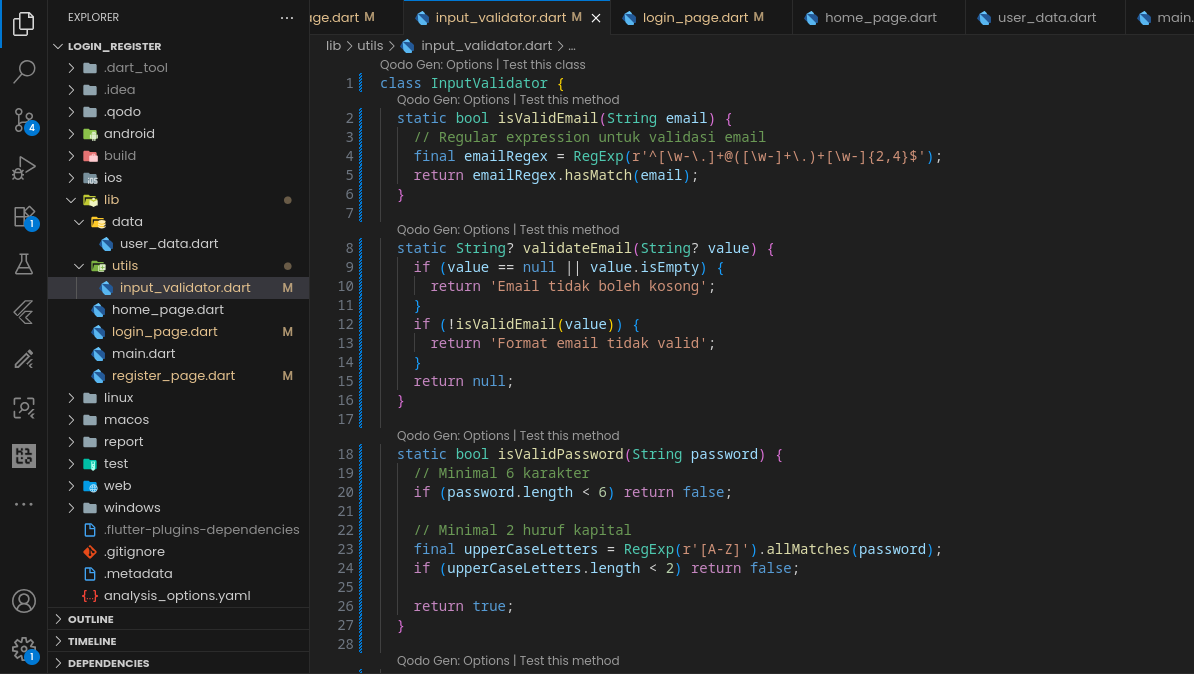 EXPLORER
LOGIN_REGISTER
.dart_tool
.idea
.qodo
android
build
ios
lib
data
user_data.dart
utils
input_validator.dart M
home_page.dart
login_page.dart M
main.dart
register_page.dart M
linux
macos
report
test
web
windows
.flutter-plugins-dependencies
.gitignore
.metadata
analysis_options.yaml
OUTLINE
TIMELINE
DEPENDENCIES
4
1
1
ge.dart M input_validator.dart M login_page.dart M home_page.dart user_data.dart main.
lib > utils > input_validator.dart > ...
Qodo Gen: Options | Test this class
1 class InputValidator {
Qodo Gen: Options | Test this method
2 static bool isValidEmail(String email) {
3 // Regular expression untuk validasi email
4 final emailRegex = RegExp(r'^[\w-\.]+@([\w-]+\.)+[\w-]{2,4}$');
5 return emailRegex.hasMatch(email);
6 }
7
Qodo Gen: Options | Test this method
8 static String? validateEmail(String? value) {
9 if (value == null || value.isEmpty) {
10 return 'Email tidak boleh kosong';
11 }
12 if (!isValidEmail(value)) {
13 return 'Format email tidak valid';
14 }
15 return null;
16 }
17
Qodo Gen: Options | Test this method
18 static bool isValidPassword(String password) {
19 // Minimal 6 karakter
20 if (password.length < 6) return false;
21
22 // Minimal 2 huruf kapital
23 final upperCaseLetters = RegExp(r'[A-Z]').allMatches(password);
24 if (upperCaseLetters.length < 2) return false;
25
26 return true;
27 }
28
Qodo Gen: Options | Test this method